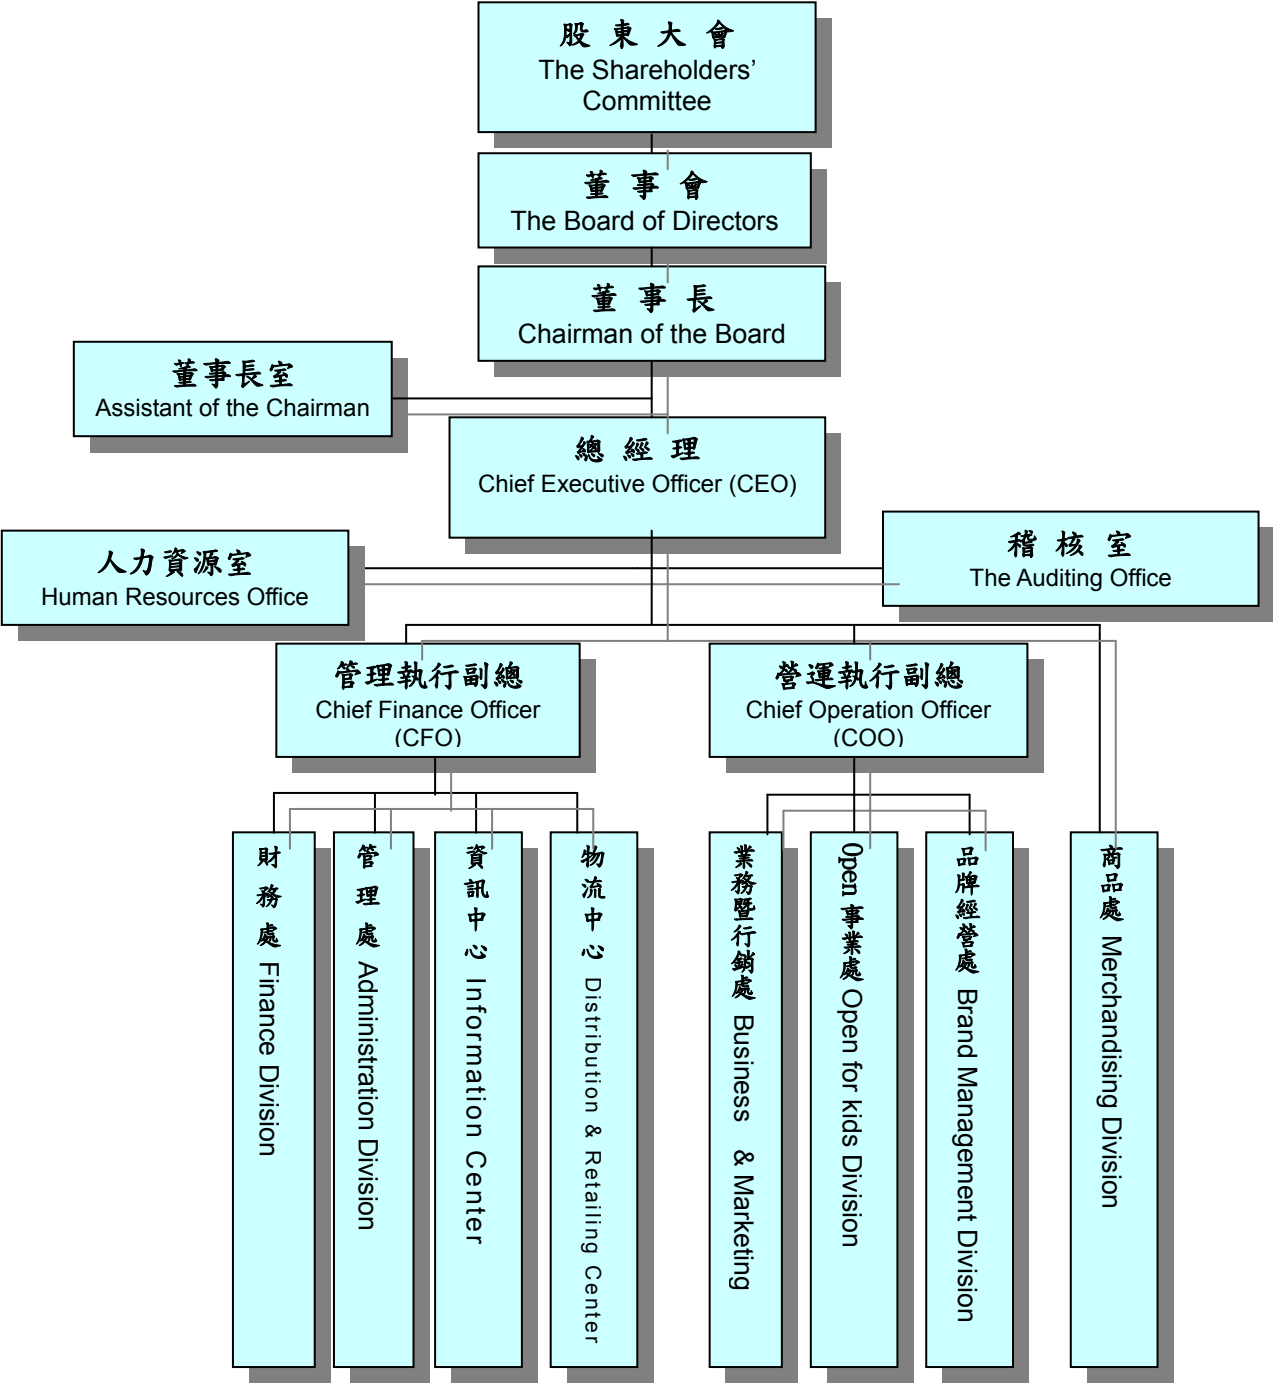 股東大會
The Shareholders’
Committee
董事會
The Board of Directors
董事長
Chairman of the Board
董事長室
Assistant of the Chairman
總經理
Chief Executive Officer (CEO)
人力資源室
Human Resources Office
稽核室
The Auditing Office
管理執行副總
Chief Finance Officer
(CFO)
營運執行副總
Chief Operation Officer
(COO)
財務處 Finance Division
管理處 Administration Division
資訊中心 Information Center
物流中心 Distribution & Retailing Center
業務暨行銷處 Business & Marketing
Open 事業處 Open for kids Division
品牌經營處 Brand Management Division
商品處 Merchandising Division